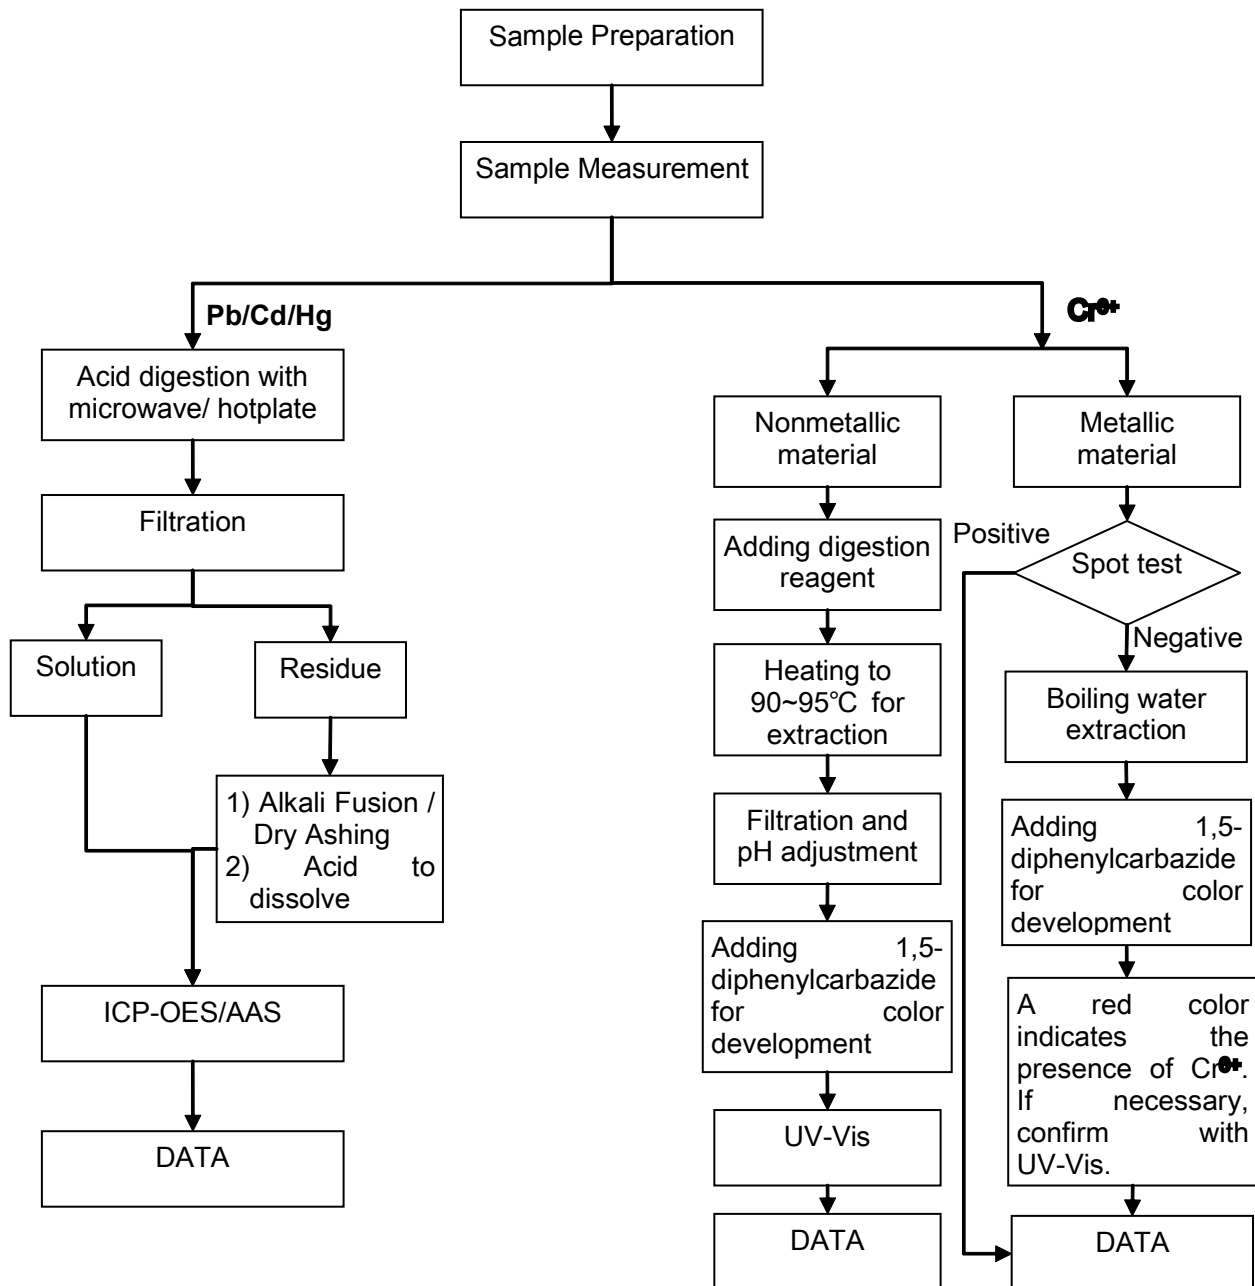 Sample Preparation
Sample Measurement
Pb/Cd/Hg
Acid digestion with
microwave/ hotplate
Filtration
Solution
Residue
1) Alkali Fusion /
Dry Ashing
2) Acid to
dissolve
ICP-OES/AAS
DATA
Cr⁶⁺
Nonmetallic
material
Adding digestion
reagent
Heating to
90~95℃ for
extraction
Filtration and
pH adjustment
Adding 1,5-
diphenylcarbazide
for color
development
UV-Vis
DATA
Metallic
material
Spot test
Positive
Negative
Boiling water
extraction
Adding 1,5-
diphenylcarbazide
for color
development
A red color
indicates the
presence of Cr⁶⁺.
If necessary,
confirm with
UV-Vis.
DATA